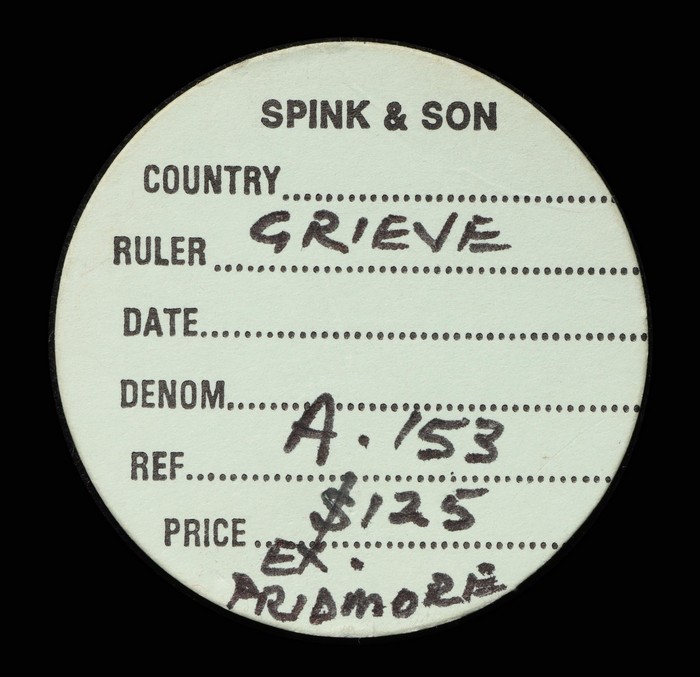 SPINK & SON
COUNTRY
RULER GRIEVE
DATE
DENOM
REF A. 153
PRICE $125
EX.
PRIDMORE